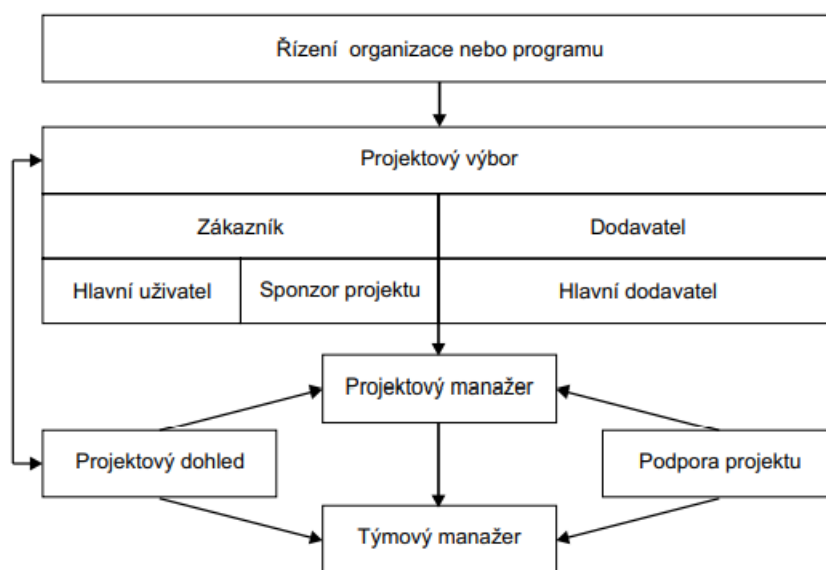 Řízení organizace nebo programu
Projektový výbor
Zákazník
Dodavatel
Hlavní uživatel
Sponzor projektu
Hlavní dodavatel
Projektový manažer
Projektový dohled
Podpora projektu
Týmový manažer